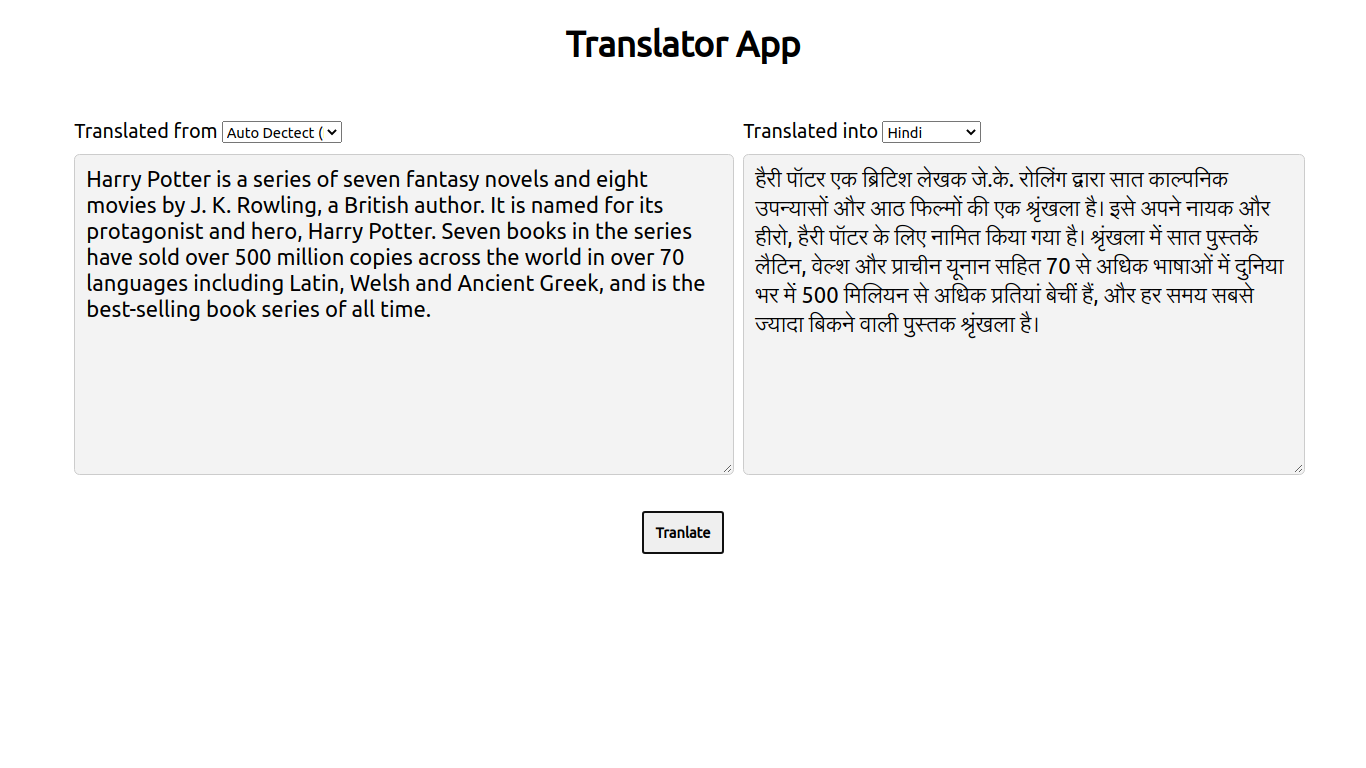 Translator App
Translated from Auto Dectect (
Harry Potter is a series of seven fantasy novels and eight
movies by J. K. Rowling, a British author. It is named for its
protagonist and hero, Harry Potter. Seven books in the series
have sold over 500 million copies across the world in over 70
languages including Latin, Welsh and Ancient Greek, and is the
best-selling book series of all time.
Translated into Hindi
हैरी पॉटर एक ब्रिटिश लेखक जे.के. रोलिंग द्वारा सात काल्पनिक
उपन्यासों और आठ फिल्मों की एक श्रृंखला है। इसे अपने नायक और
हीरो, हैरी पॉटर के लिए नामित किया गया है। श्रृंखला में सात पुस्तकें
लैटिन, वेल्श और प्राचीन यूनान सहित 70 से अधिक भाषाओं में दुनिया
भर में 500 मिलियन से अधिक प्रतियां बेचीं हैं, और हर समय सबसे
ज्यादा बिकने वाली पुस्तक श्रृंखला है।
Tranlate